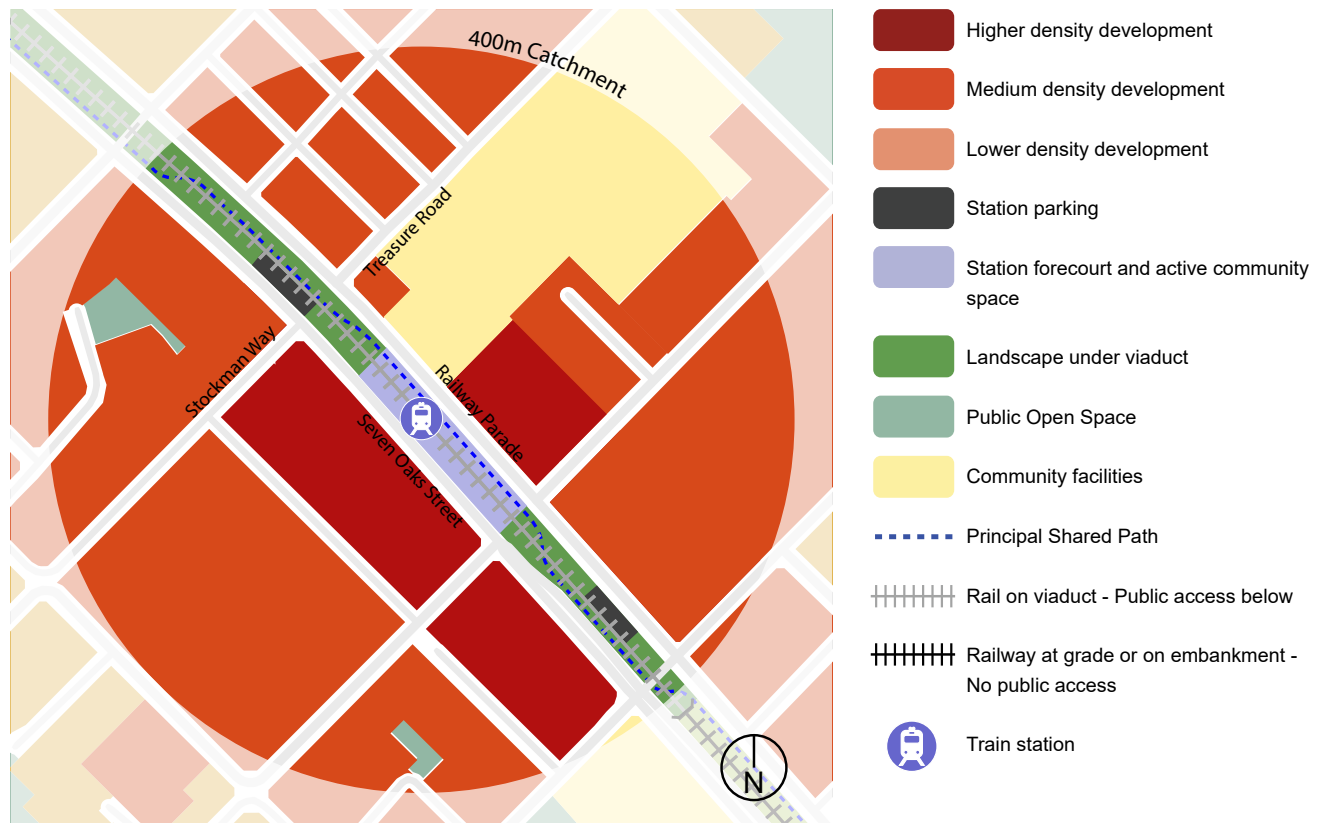 400m Catchment
Treasure Road
Railway Parade
Stockman Way
Seven Oaks Street
N
Higher density development
Medium density development
Lower density development
Station parking
Station forecourt and active community
space
Landscape under viaduct
Public Open Space
Community facilities
Principal Shared Path
Rail on viaduct - Public access below
Railway at grade or on embankment -
No public access
Train station